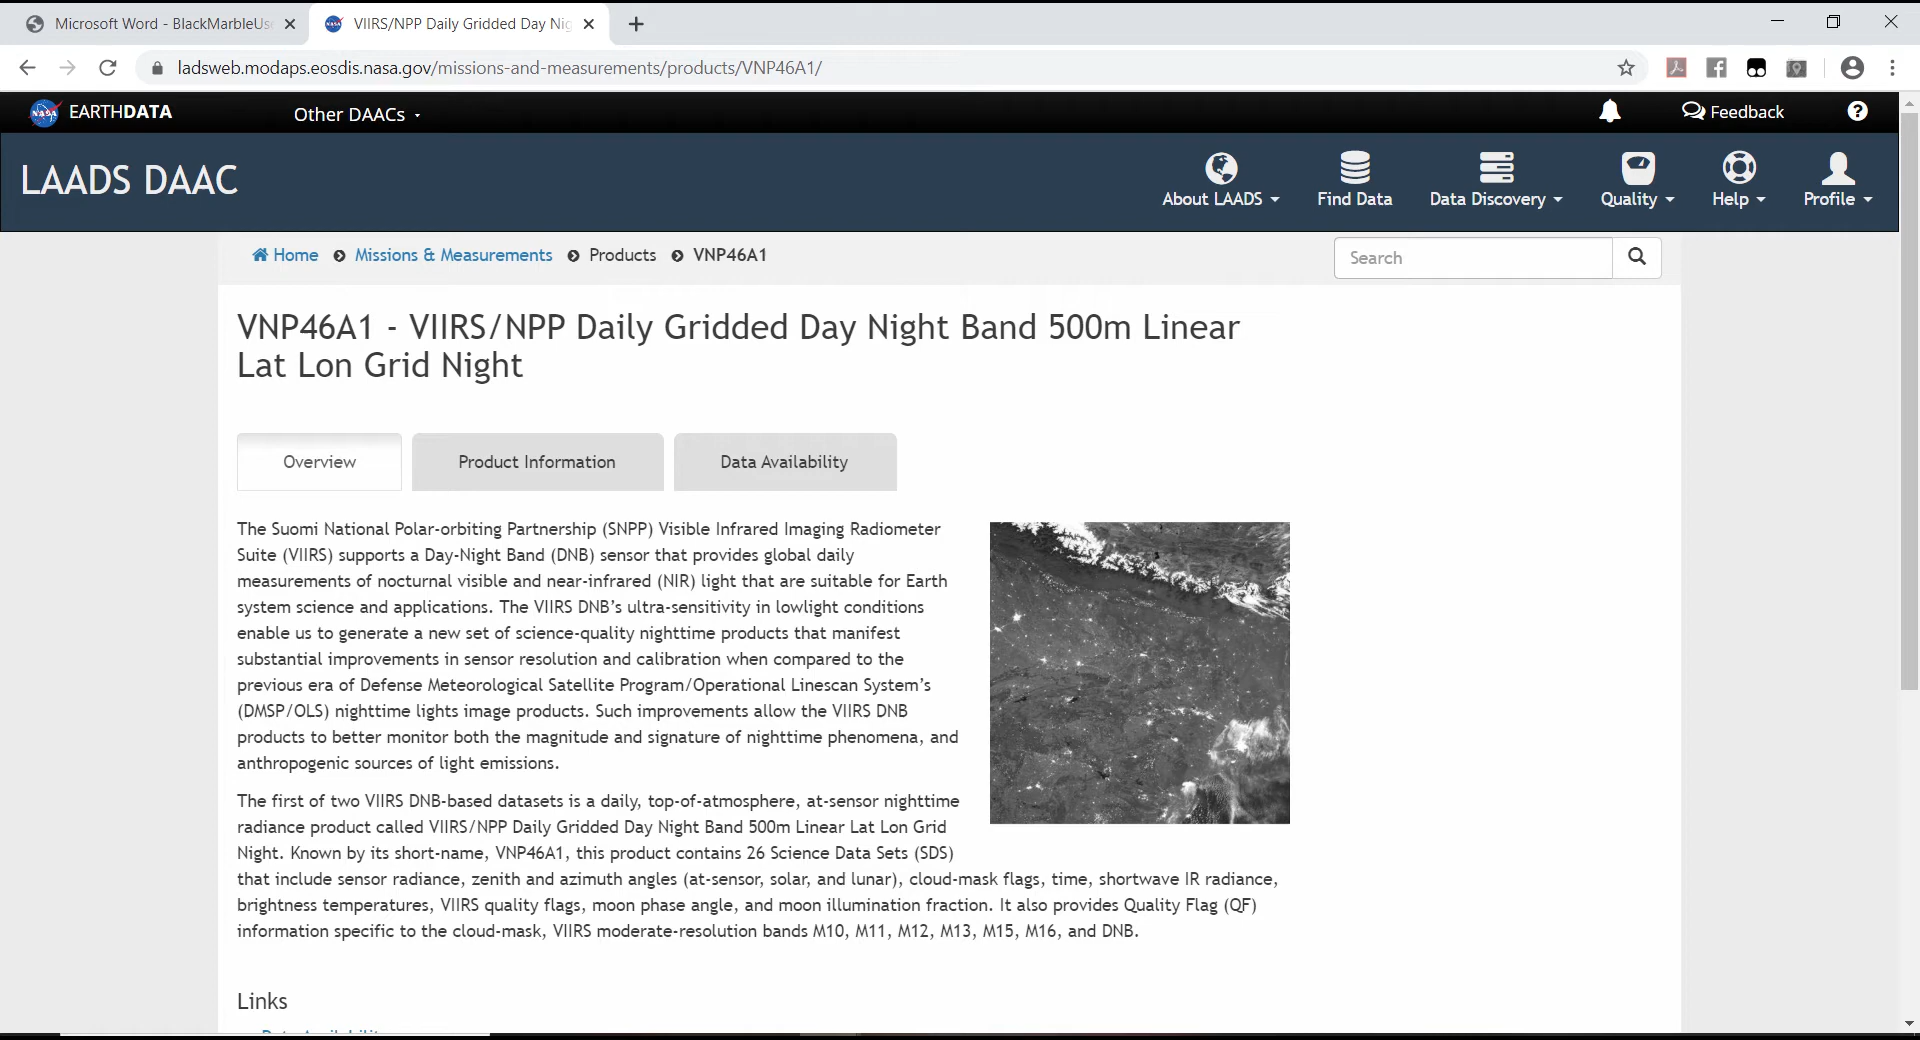 Microsoft Word - BlackMarbleUse
VIIRS/NPP Daily Gridded Day Nig
ladsweb.modaps.eosdis.nasa.gov/missions-and-measurements/products/VNP46A1/
NASA EARTHDATA
Other DAACs
Feedback
LAADS DAAC
About LAADS
Find Data
Data Discovery
Quality
Help
Profile
Home
Missions & Measurements
Products
VNP46A1
Search
VNP46A1 - VIIRS/NPP Daily Gridded Day Night Band 500m Linear
Lat Lon Grid Night
Overview
Product Information
Data Availability
The Suomi National Polar-orbiting Partnership (SNPP) Visible Infrared Imaging Radiometer
Suite (VIIRS) supports a Day-Night Band (DNB) sensor that provides global daily
measurements of nocturnal visible and near-infrared (NIR) light that are suitable for Earth
system science and applications. The VIIRS DNB’s ultra-sensitivity in lowlight conditions
enable us to generate a new set of science-quality nighttime products that manifest
substantial improvements in sensor resolution and calibration when compared to the
previous era of Defense Meteorological Satellite Program/Operational Linescan System’s
(DMSP/OLS) nighttime lights image products. Such improvements allow the VIIRS DNB
products to better monitor both the magnitude and signature of nighttime phenomena, and
anthropogenic sources of light emissions.
The first of two VIIRS DNB-based datasets is a daily, top-of-atmosphere, at-sensor nighttime
radiance product called VIIRS/NPP Daily Gridded Day Night Band 500m Linear Lat Lon Grid
Night. Known by its short-name, VNP46A1, this product contains 26 Science Data Sets (SDS)
that include sensor radiance, zenith and azimuth angles (at-sensor, solar, and lunar), cloud-mask flags, time, shortwave IR radiance,
brightness temperatures, VIIRS quality flags, moon phase angle, and moon illumination fraction. It also provides Quality Flag (QF)
information specific to the cloud-mask, VIIRS moderate-resolution bands M10, M11, M12, M13, M15, M16, and DNB.
Links